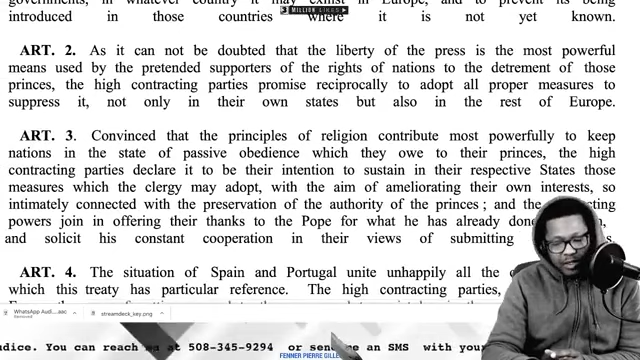 governments, in whatever country it may exist in Europe, and to prevent its being
introduced in those countries where it is not yet known.
3 MILLION LIKES
ART. 2. As it can not be doubted that the liberty of the press is the most powerful
means used by the pretended supporters of the rights of nations to the detrement of those
princes, the high contracting parties promise reciprocally to adopt all proper measures to
suppress it, not only in their own states but also in the rest of Europe.
ART. 3. Convinced that the principles of religion contribute most powerfully to keep
nations in the state of passive obedience which they owe to their princes, the high
contracting parties declare it to be their intention to sustain in their respective States those
measures which the clergy may adopt, with the aim of ameliorating their own interests, so
intimately connected with the preservation of the authority of the princes ; and the
powers join in offering their thanks to the Pope for what he has already done
and solicit his constant cooperation in their views of submitting
ART. 4. The situation of Spain and Portugal unite unhappily all the
which this treaty has particular reference. The high contracting parties,
WhatsApp Aud....aac
streamdeck_key.png
dice. You can reach at 508-345-9294 or send me an SMS with your
FENNER PIERRE GILLE